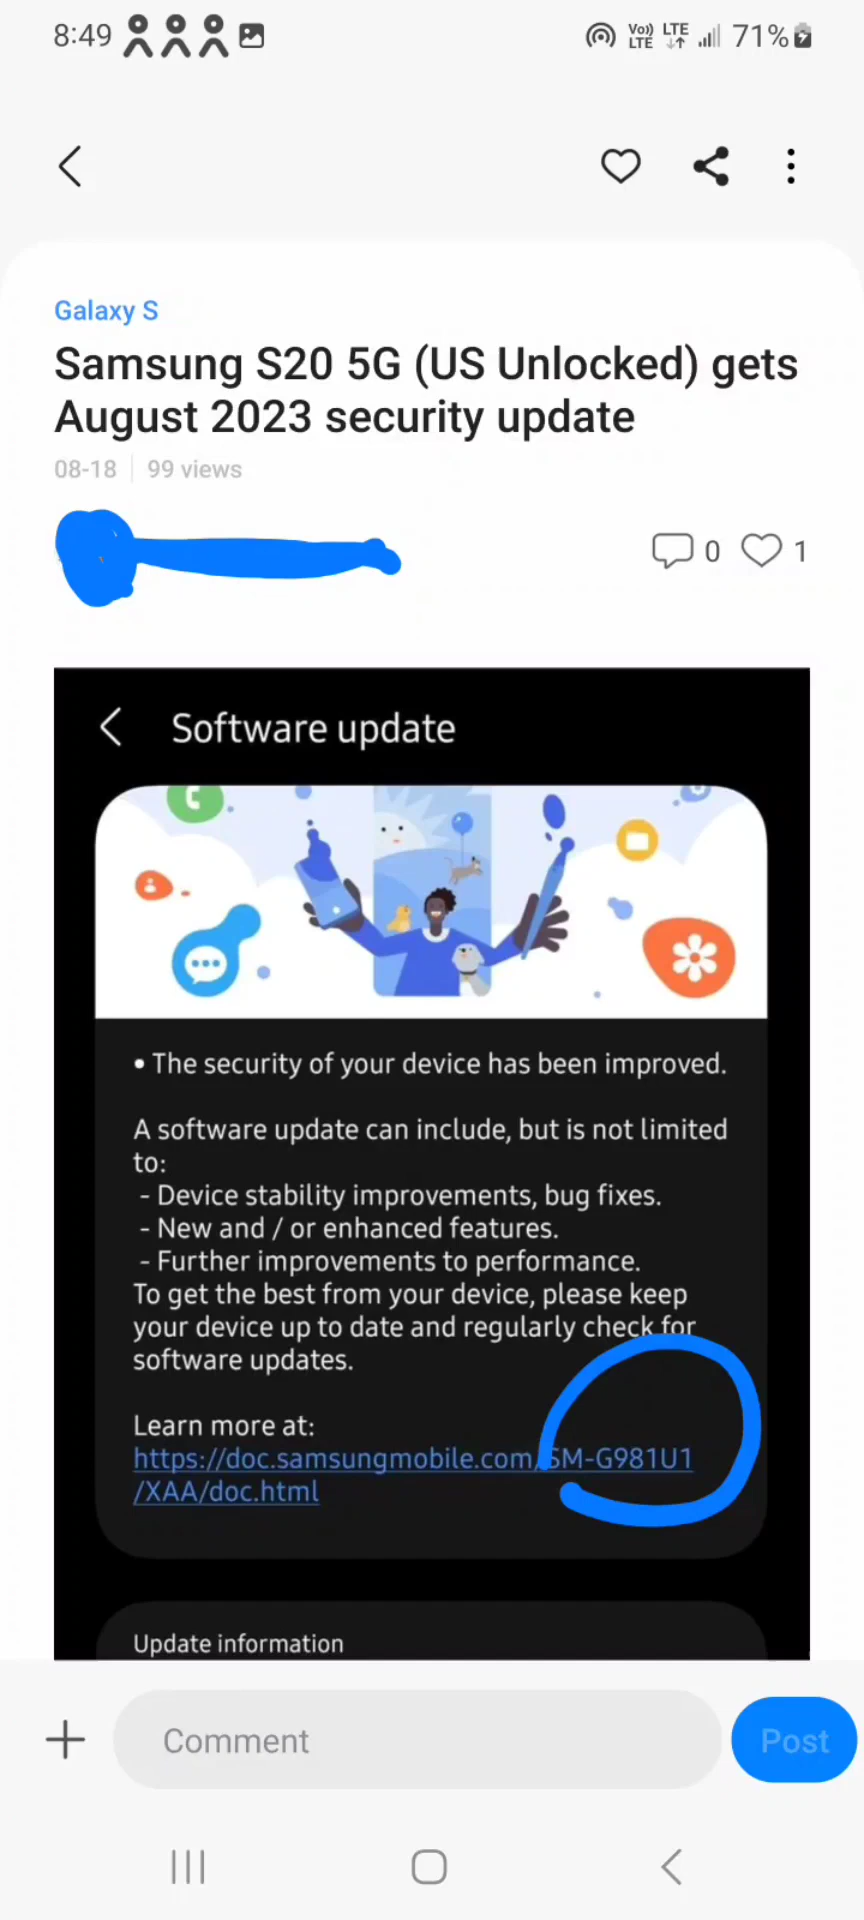 8:49 Vo)) LTE LTE 71%
Galaxy S
Samsung S20 5G (US Unlocked) gets
August 2023 security update
08-18 99 views
0 1
Software update
• The security of your device has been improved.
A software update can include, but is not limited
to:
- Device stability improvements, bug fixes.
- New and / or enhanced features.
- Further improvements to performance.
To get the best from your device, please keep
your device up to date and regularly check for
software updates.
Learn more at:
https://doc.samsungmobile.com/SM-G981U1
/XAA/doc.html
Update information
Comment
Post